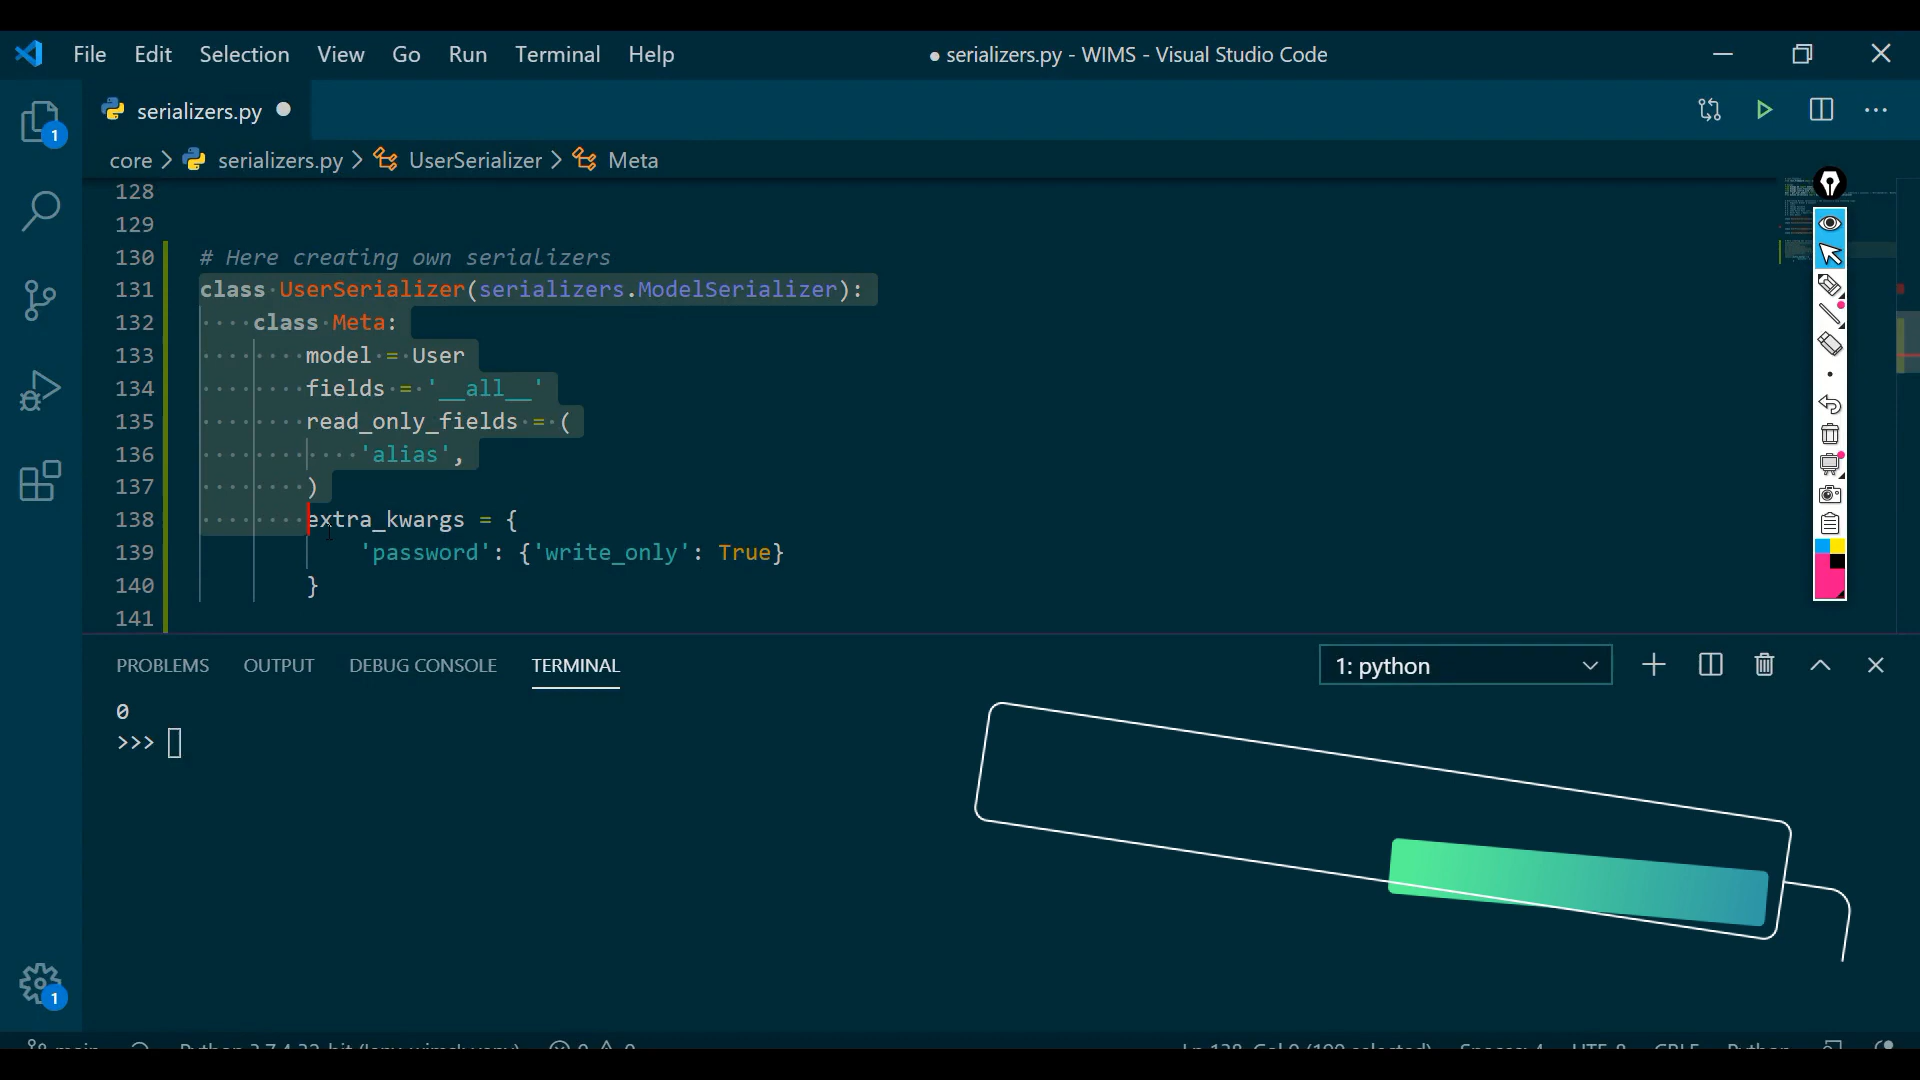 File Edit Selection View Go Run Terminal Help
● serializers.py - WIMS - Visual Studio Code
serializers.py
core > serializers.py > UserSerializer > Meta
128
129
130 # Here creating own serializers
131 class UserSerializer(serializers.ModelSerializer):
132 class Meta:
133 model = User
134 fields = '__all__'
135 read_only_fields = (
136 'alias',
137 )
138 extra_kwargs = {
139 'password': {'write_only': True}
140 }
141
1
1
PROBLEMS OUTPUT DEBUG CONSOLE TERMINAL
1: python
0
>>>